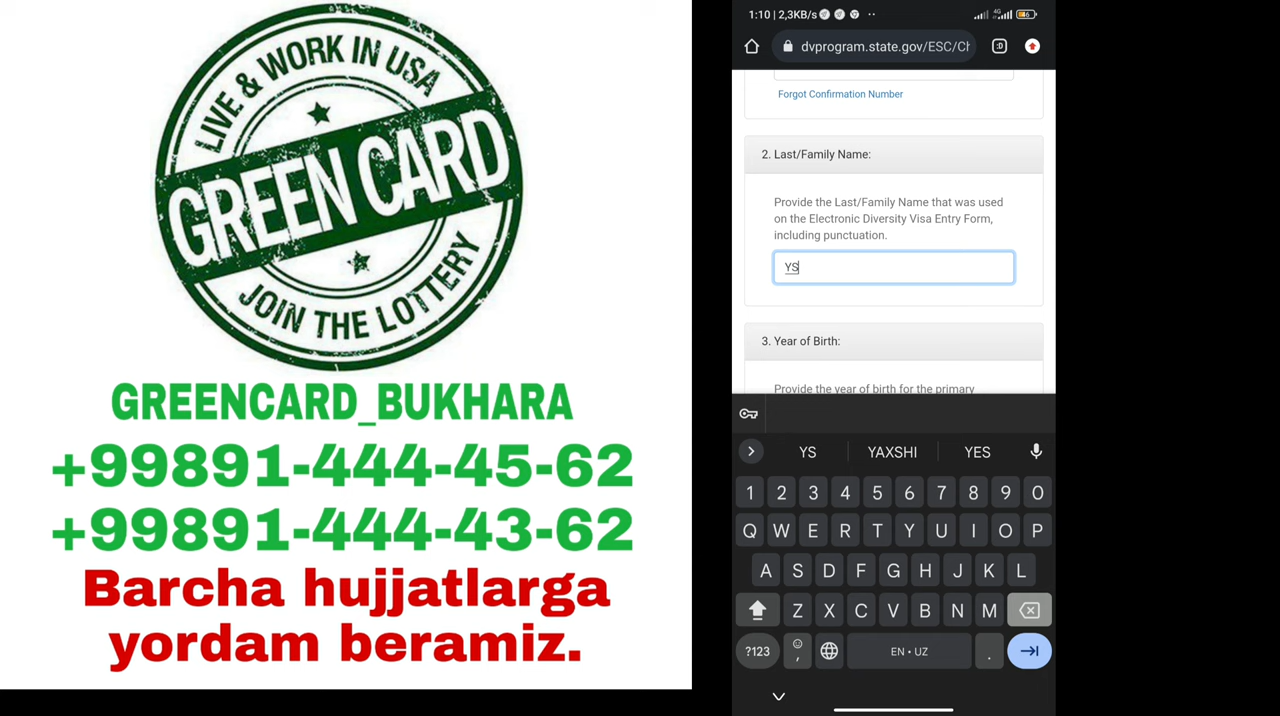 LIVE & WORK IN USA
GREEN CARD
JOIN THE LOTTERY
GREENCARD_BUKHARA
+99891-444-45-62
+99891-444-43-62
Barcha hujjatlarga
yordam beramiz.
1:10 | 2,3KB/s
4G
dvprogram.state.gov/ESC/Ch
:D
Forgot Confirmation Number
2. Last/Family Name:
Provide the Last/Family Name that was used
on the Electronic Diversity Visa Entry Form,
including punctuation.
YS
3. Year of Birth:
Provide the year of birth for the primary
YS YAXSHI YES
1 2 3 4 5 6 7 8 9 0
Q W E R T Y U I O P
A S D F G H J K L
Z X C V B N M
?123 , EN • UZ .